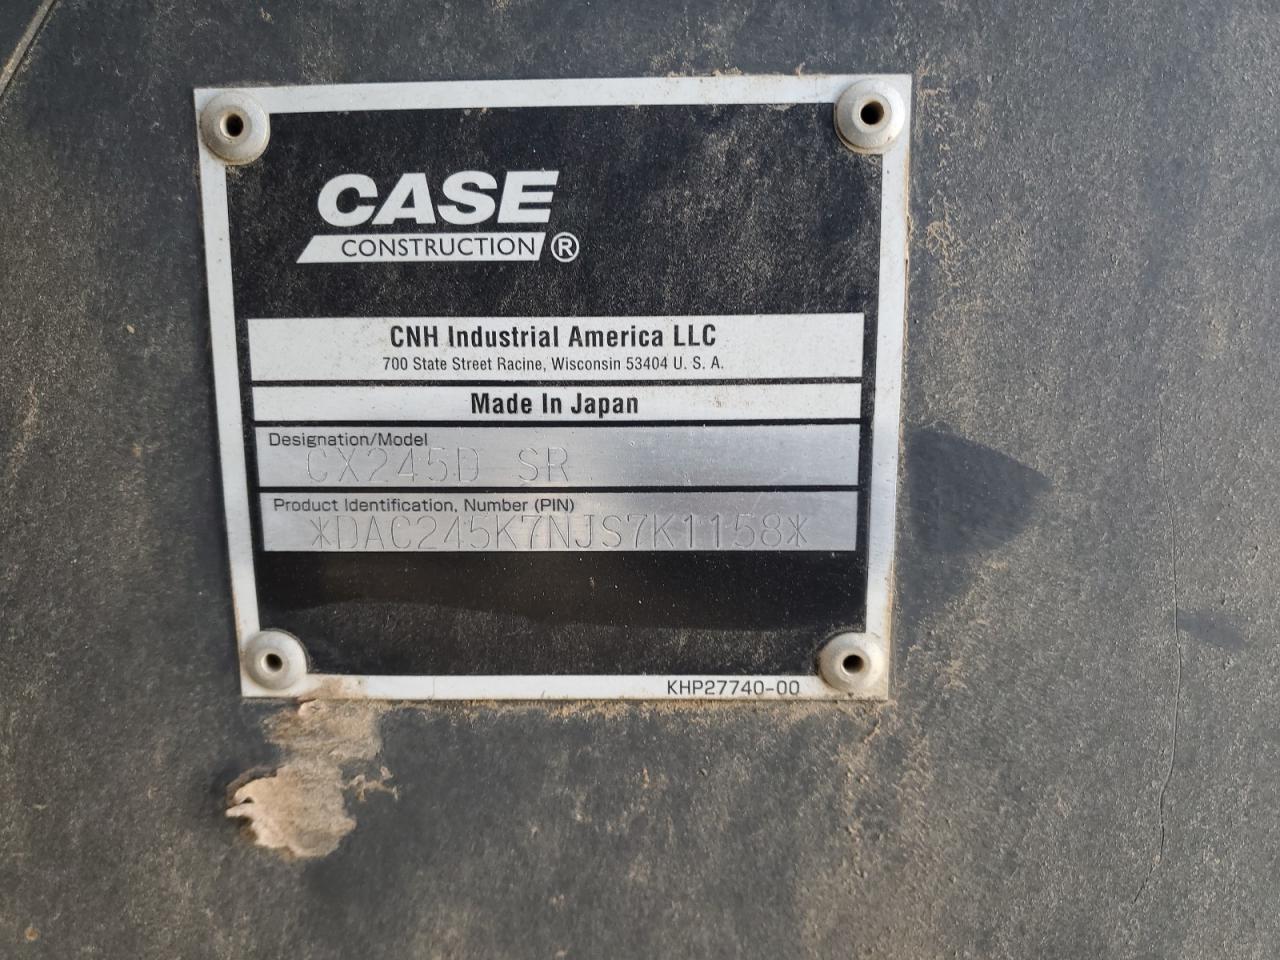 CASE
CONSTRUCTION ®
CNH Industrial America LLC
700 State Street Racine, Wisconsin 53404 U. S. A.
Made In Japan
Designation/Model
CX245D SR
Product Identification, Number (PIN)
*DAC245K7NJS7K1158*
KHP27740-00